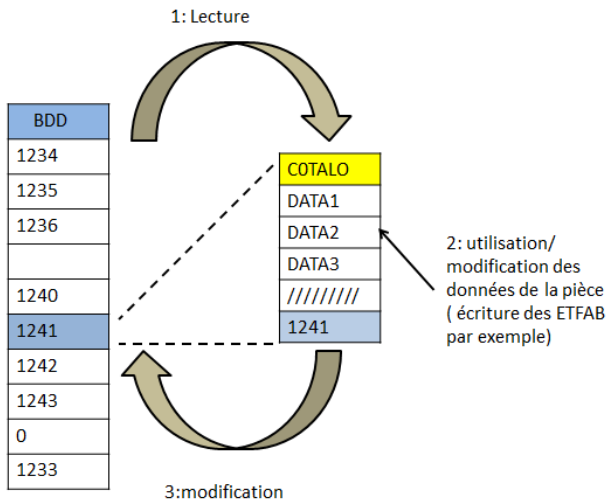 1: Lecture
BDD
1234
1235
1236
1240
1241
1242
1243
0
1233
C0TALO
DATA1
DATA2
DATA3
/////////
1241
2: utilisation/
modification des
données de la pièce
( écriture des ETFAB
par exemple)
3:modification